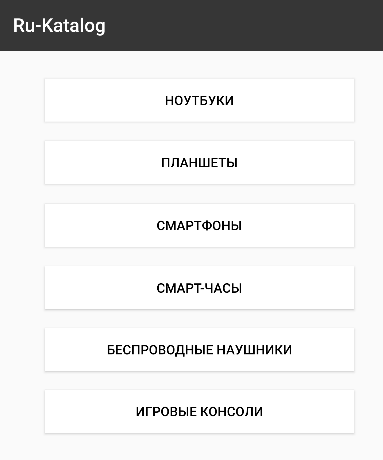 Ru-Katalog
НОУТБУКИ
ПЛАНШЕТЫ
СМАРТФОНЫ
СМАРТ-ЧАСЫ
БЕСПРОВОДНЫЕ НАУШНИКИ
ИГРОВЫЕ КОНСОЛИ